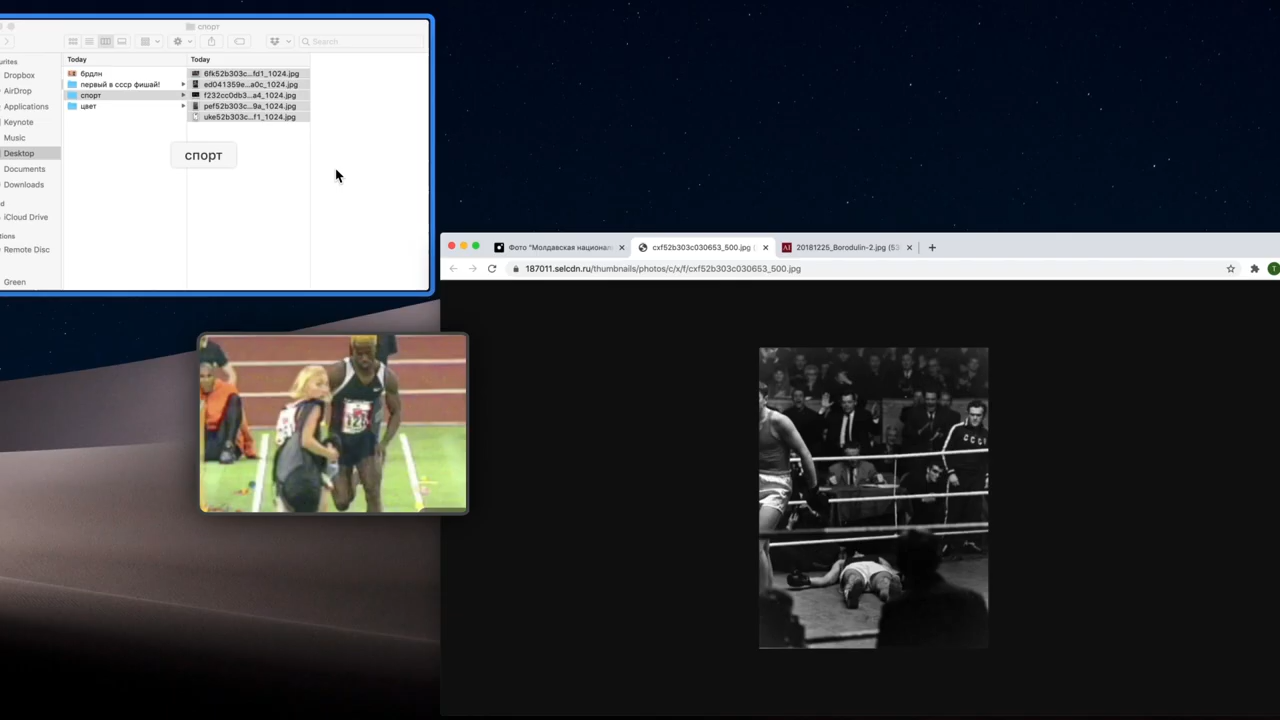 спорт
Search
Today
Today
Dropbox
AirDrop
Applications
Keynote
Music
Desktop
Documents
Downloads
iCloud Drive
Remote Disc
Green
брдлн
первый в ссср фишай!
спорт
цвет
6fk52b303c...fd1_1024.jpg
ed041359e...a0c_1024.jpg
f232cc0db3...a4_1024.jpg
pef52b303c...9a_1024.jpg
uke52b303c...f1_1024.jpg
спорт
Фото "Молдавская национал
cxf52b303c030653_500.jpg (
20181225_Borodulin-2.jpg (53
187011.selcdn.ru/thumbnails/photos/c/x/f/cxf52b303c030653_500.jpg
T
СССР